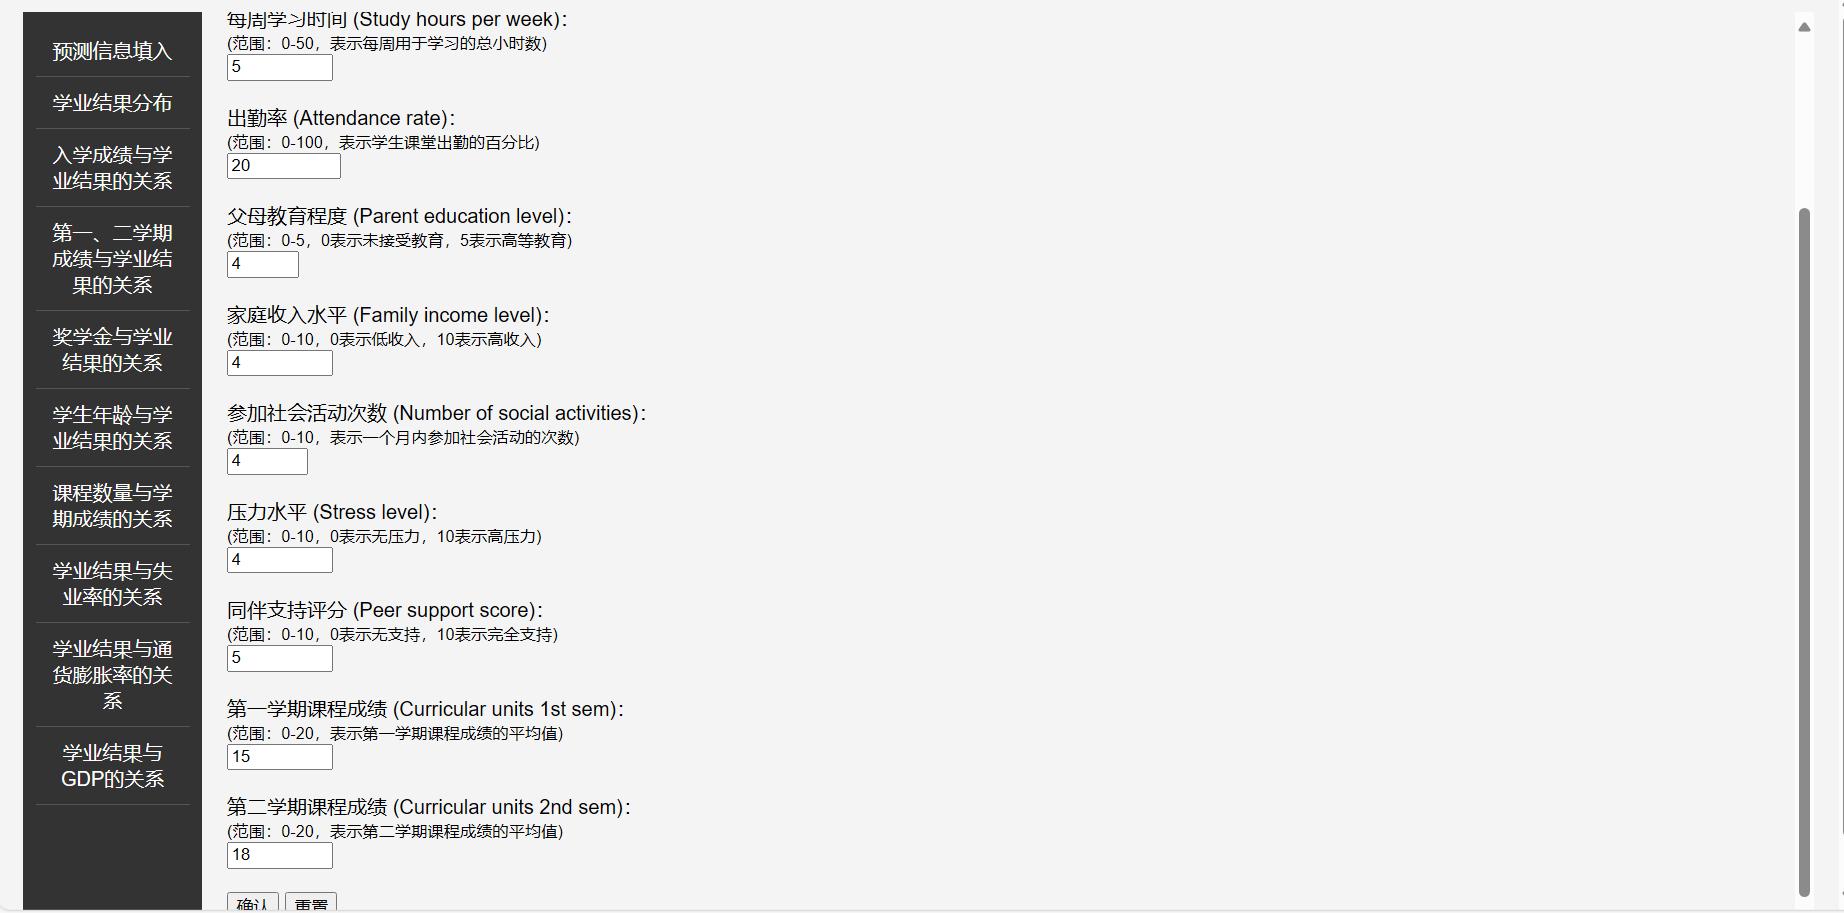 预测信息填入
学业结果分布
入学成绩与学
业结果的关系
第一、二学期
成绩与学业结
果的关系
奖学金与学业
结果的关系
学生年龄与学
业结果的关系
课程数量与学
期成绩的关系
学业结果与失
业率的关系
学业结果与通
货膨胀率的关
系
学业结果与
GDP的关系
每周学习时间 (Study hours per week)：
(范围：0-50，表示每周用于学习的总小时数)
5
出勤率 (Attendance rate)：
(范围：0-100，表示学生课堂出勤的百分比)
20
父母教育程度 (Parent education level)：
(范围：0-5，0表示未接受教育，5表示高等教育)
4
家庭收入水平 (Family income level)：
(范围：0-10，0表示低收入，10表示高收入)
4
参加社会活动次数 (Number of social activities)：
(范围：0-10，表示一个月内参加社会活动的次数)
4
压力水平 (Stress level)：
(范围：0-10，0表示无压力，10表示高压力)
4
同伴支持评分 (Peer support score)：
(范围：0-10，0表示无支持，10表示完全支持)
5
第一学期课程成绩 (Curricular units 1st sem)：
(范围：0-20，表示第一学期课程成绩的平均值)
15
第二学期课程成绩 (Curricular units 2nd sem)：
(范围：0-20，表示第二学期课程成绩的平均值)
18
确认 重置